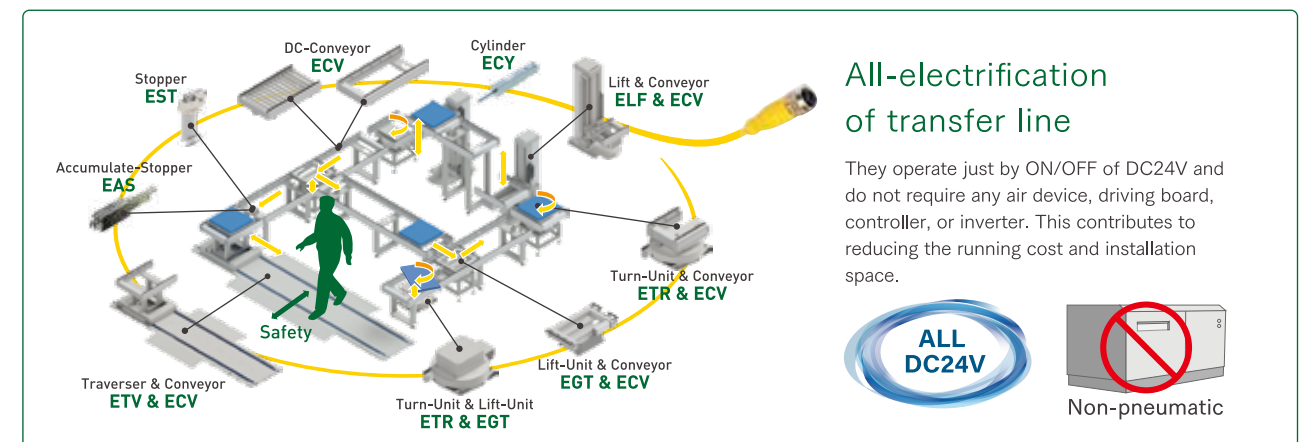 DC-Conveyor
ECV
Cylinder
ECY
Stopper
EST
Lift & Conveyor
ELF & ECV
Accumulate-Stopper
EAS
Turn-Unit & Conveyor
ETR & ECV
Safety
Lift-Unit & Conveyor
EGT & ECV
Traverser & Conveyor
ETV & ECV
Turn-Unit & Lift-Unit
ETR & EGT
All-electrification
of transfer line
They operate just by ON/OFF of DC24V and
do not require any air device, driving board,
controller, or inverter. This contributes to
reducing the running cost and installation
space.
ALL
DC24V
Non-pneumatic